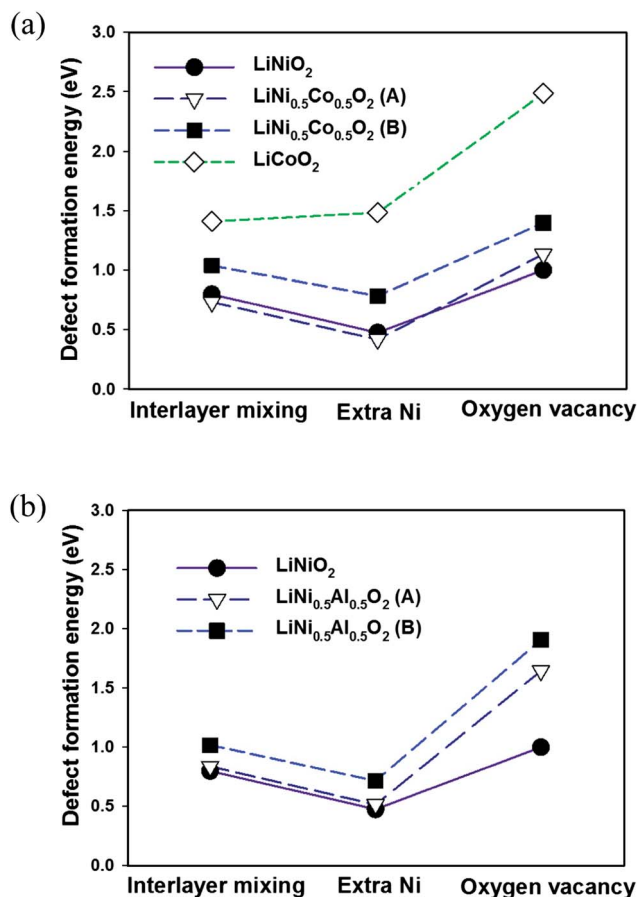 (a)
3.0
2.5
2.0
1.5
1.0
0.5
0.0
Defect formation energy (eV)
LiNiO₂
LiNi₀.₅Co₀.₅O₂ (A)
LiNi₀.₅Co₀.₅O₂ (B)
LiCoO₂
Interlayer mixing
Extra Ni
Oxygen vacancy
(b)
3.0
2.5
2.0
1.5
1.0
0.5
0.0
Defect formation energy (eV)
LiNiO₂
LiNi₀.₅Al₀.₅O₂ (A)
LiNi₀.₅Al₀.₅O₂ (B)
Interlayer mixing
Extra Ni
Oxygen vacancy